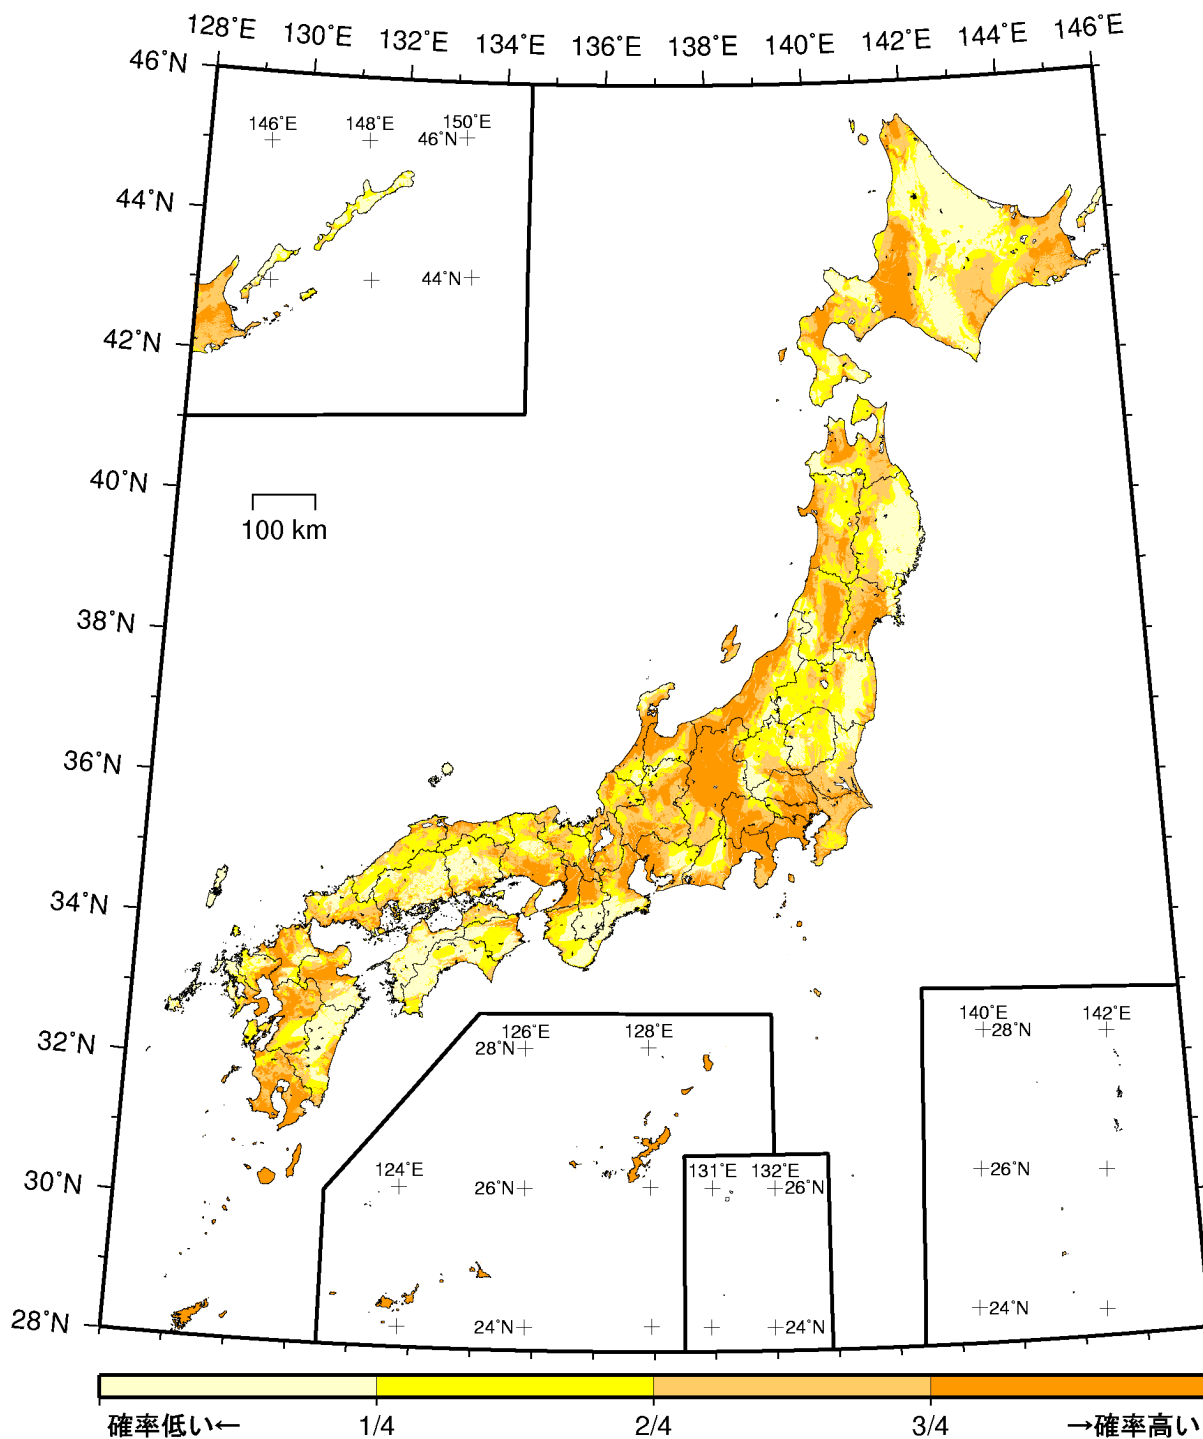 128°E 130°E 132°E 134°E 136°E 138°E 140°E 142°E 144°E 146°E
46°N
146°E 148°E 150°E
46°N
44°N
44°N
42°N
40°N
100 km
38°N
36°N
34°N
32°N
126°E 128°E
28°N
140°E 142°E
28°N
124°E
26°N
131°E 132°E
26°N
26°N
30°N
24°N
24°N
24°N
28°N
確率低い← 1/4 2/4 3/4 →確率高い